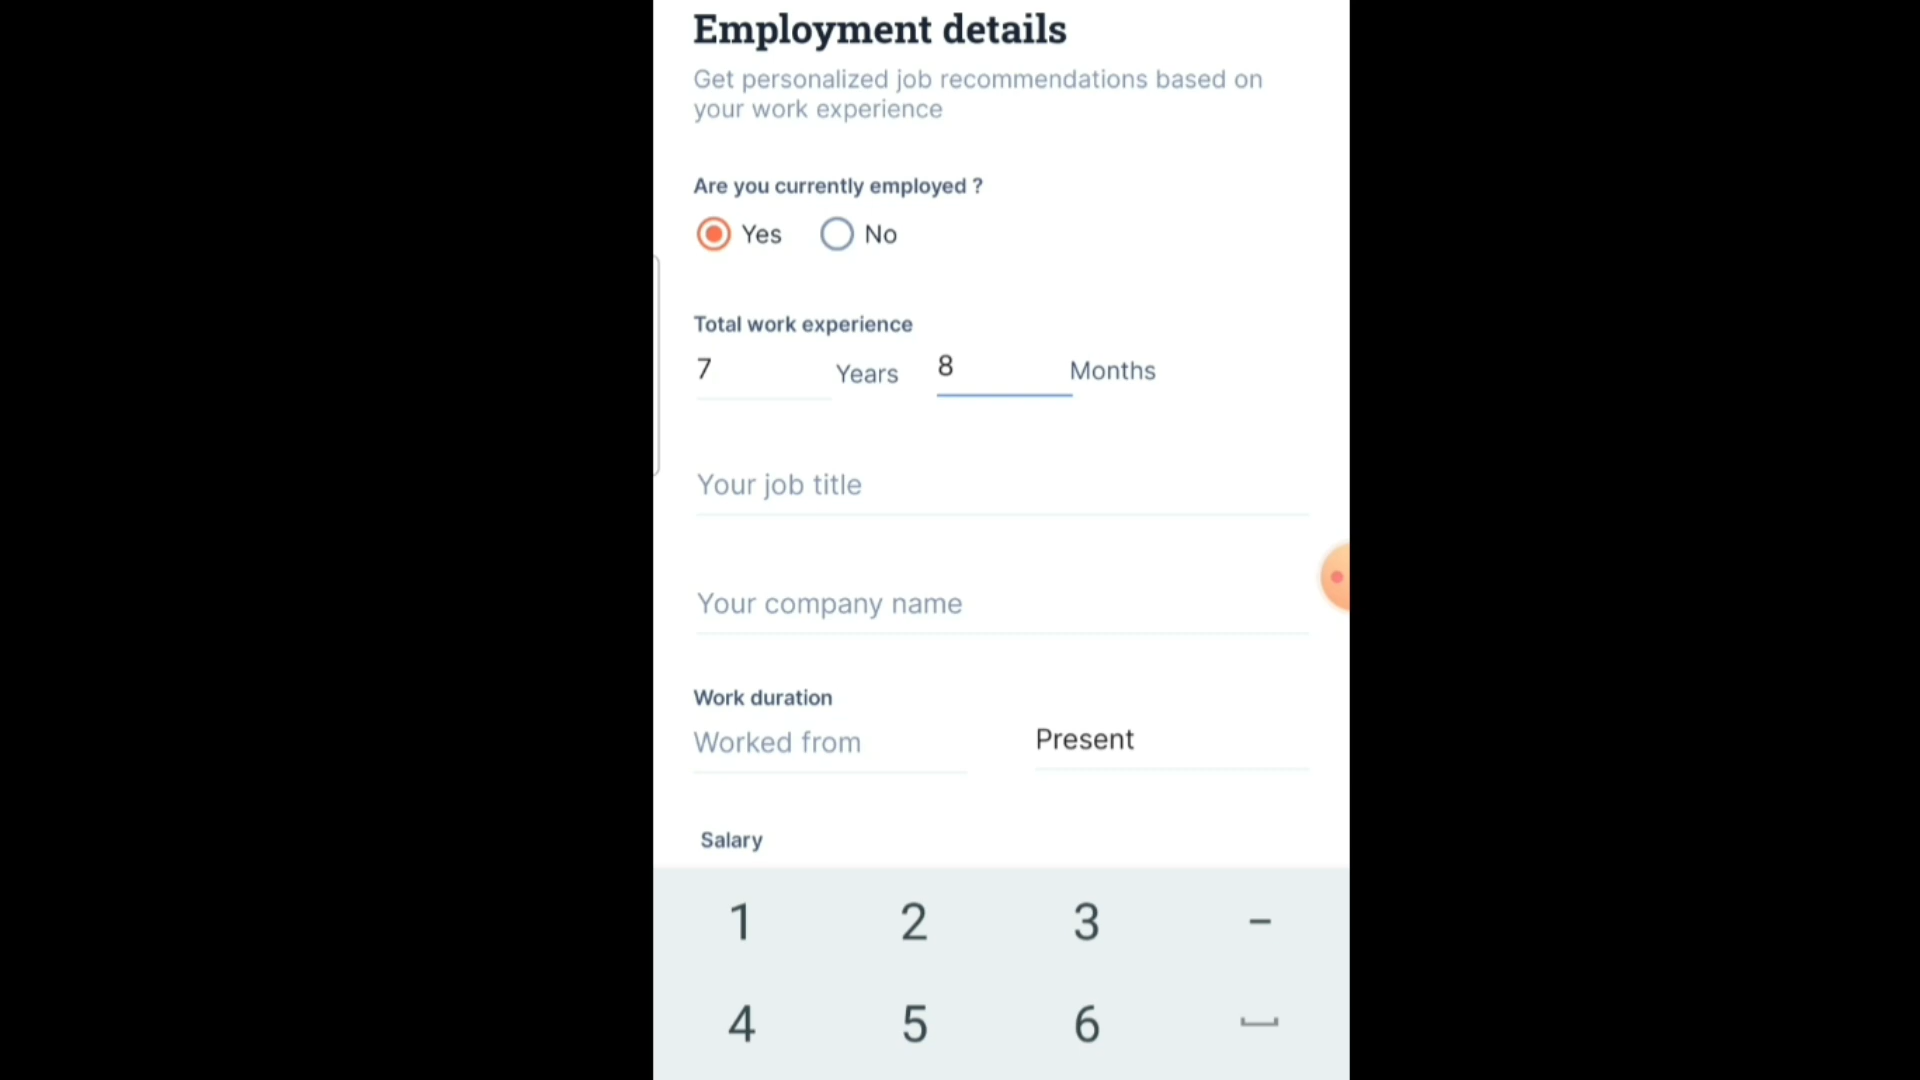 Employment details
Get personalized job recommendations based on
your work experience
Are you currently employed ?
Yes No
Total work experience
7 Years 8 Months
Your job title
Your company name
Work duration
Worked from Present
Salary
1 2 3 −
4 5 6